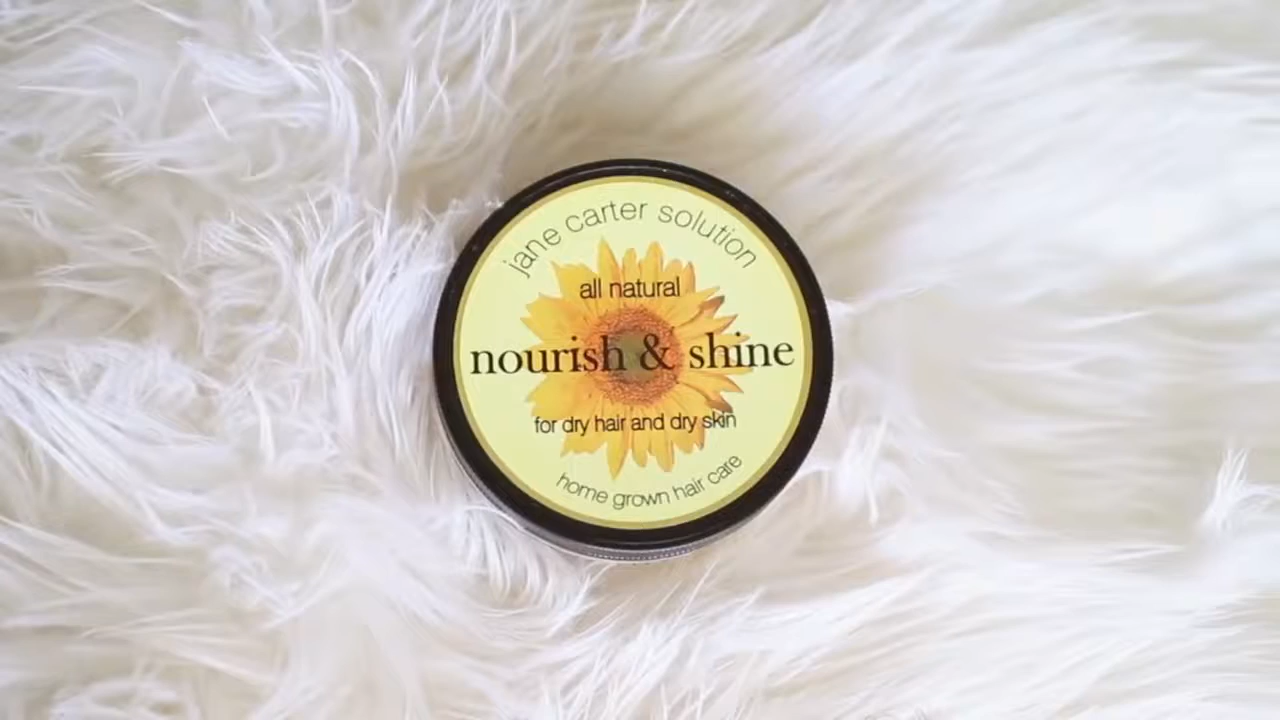 jane carter solution
all natural
nourish & shine
for dry hair and dry skin
home grown hair care